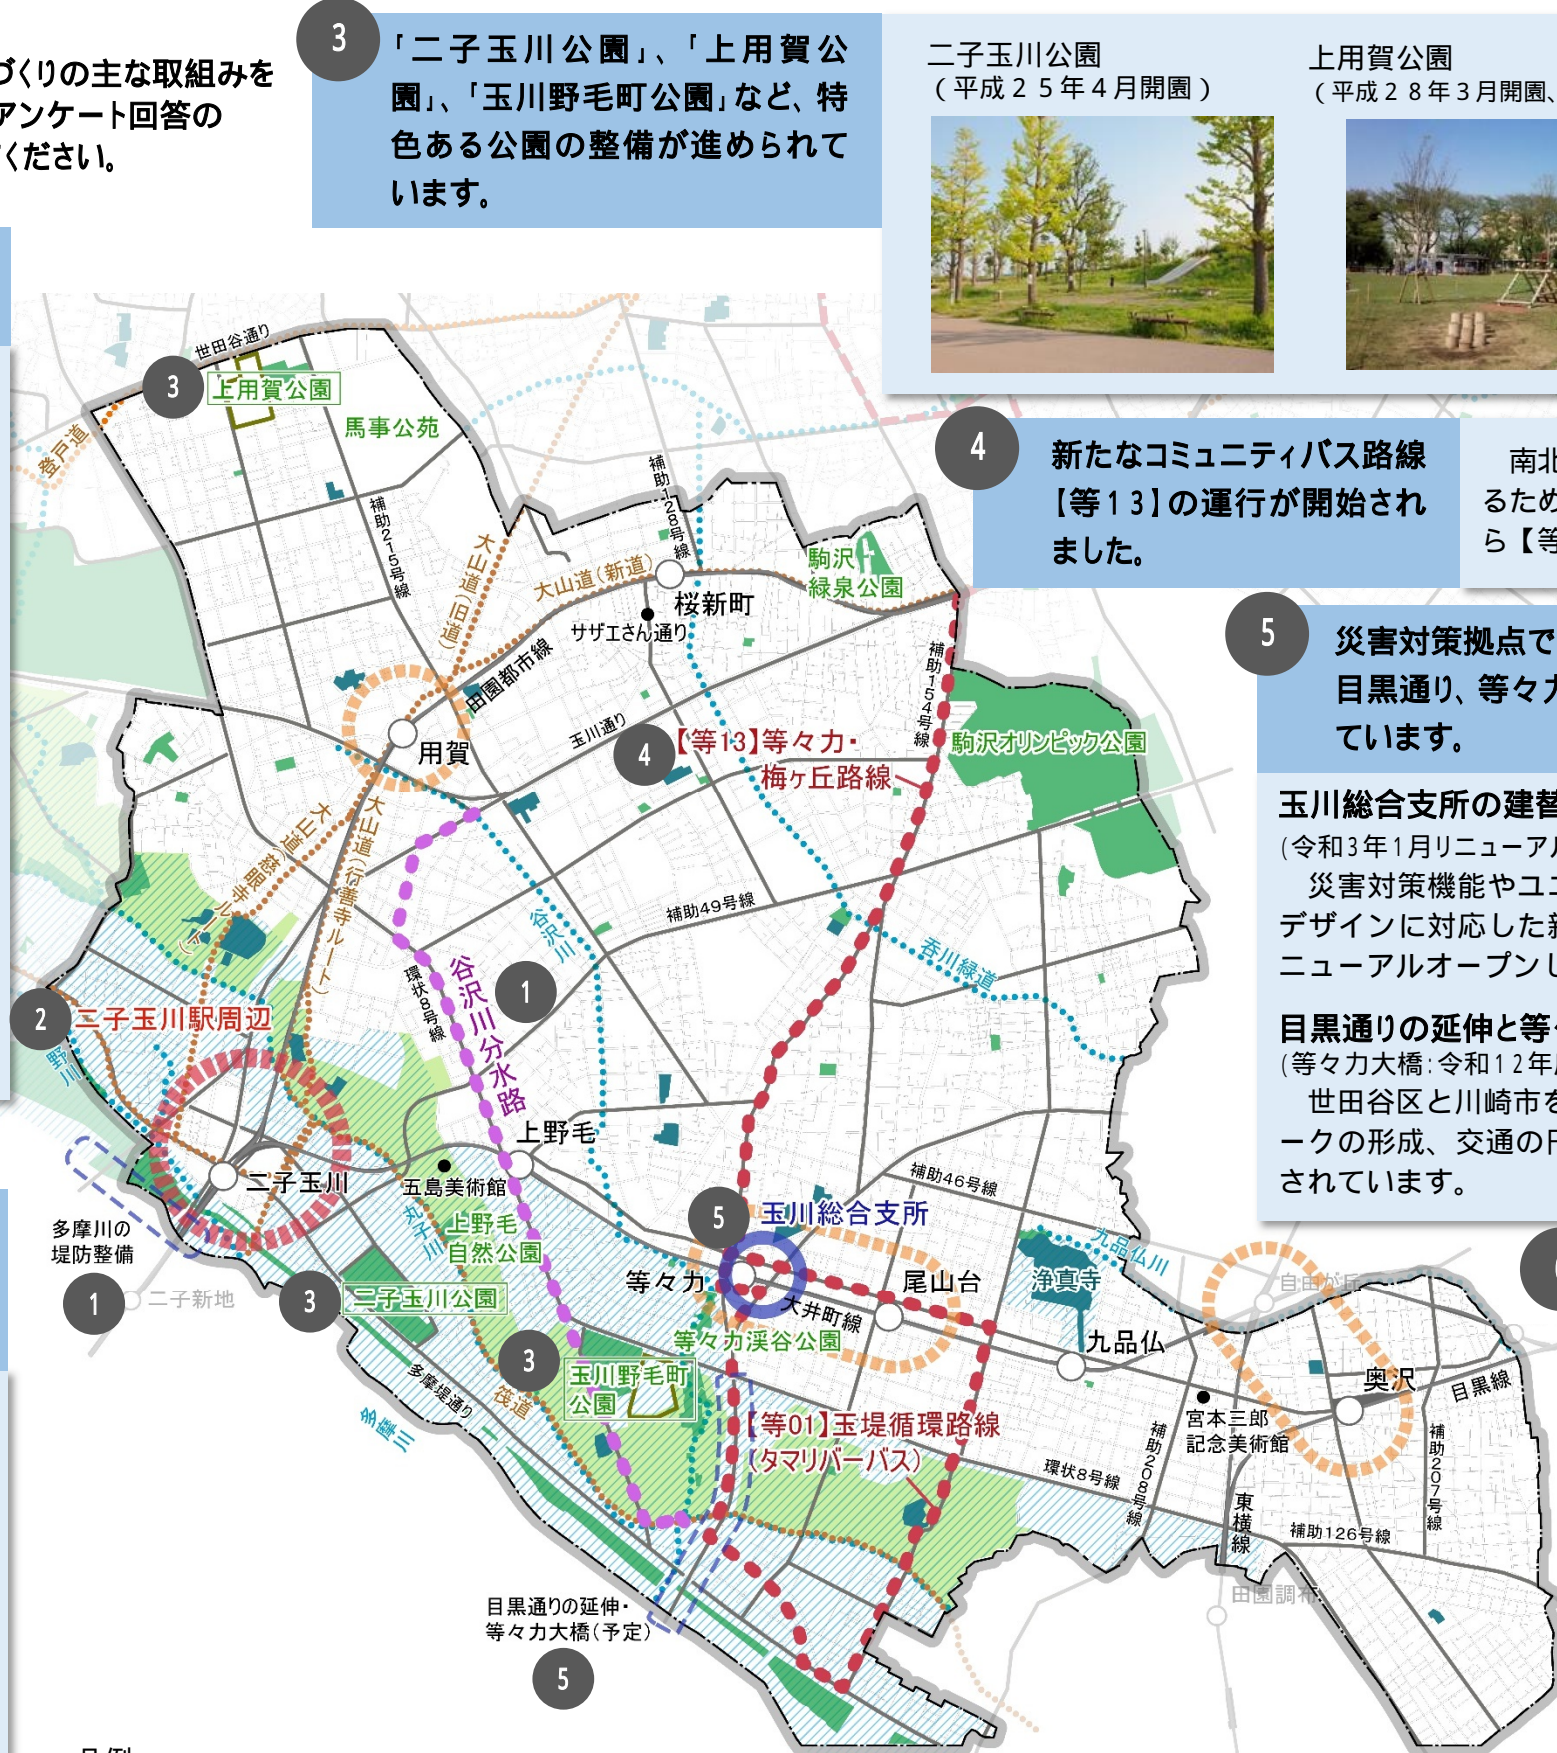 づくりの主な取組みを
アンケート回答の
ください。
3
「二子玉川公園」、「上用賀公
園」、「玉川野毛町公園」など、特
色ある公園の整備が進められて
います。
二子玉川公園
（平成２５年４月開園）
上用賀公園
（平成２８年３月開園、
4
新たなコミュニティバス路線
【等13】の運行が開始され
ました。
南北
るため
ら【等
5
災害対策拠点で
目黒通り、等々力
ています。
玉川総合支所の建替
(令和3年1月リニューアル
災害対策機能やユニ
デザインに対応した新
ニューアルオープンし
目黒通りの延伸と等々
(等々力大橋:令和12年
世田谷区と川崎市を
ークの形成、交通の円
されています。
世田谷通り
3
上用賀公園
馬事公苑
登戸道
補助215号線
補助128号線
大山道(旧道)
大山道(新道)
桜新町
サザエさん通り
駒沢
緑泉公園
田園都市線
補助154号線
用賀
玉川通り
4
【等13】等々力・
梅ヶ丘路線
駒沢オリンピック公園
大山道(慈眼寺ルート)
大山道(行善寺ルート)
補助49号線
谷沢川
呑川緑道
環状8号線
谷沢川分水路
1
2
二子玉川駅周辺
野川
上野毛
二子玉川
五島美術館
丸子川
上野毛
自然公園
多摩川の
堤防整備
1
二子新地
3
二子玉川公園
5
玉川総合支所
補助46号線
九品仏川
等々力
尾山台
浄真寺
大井町線
自由が丘
等々力渓谷公園
九品仏
3
玉川野毛町
公園
奥沢
目黒線
多摩堤通り
筏道
多摩川
【等01】玉堤循環路線
(タマリバーバス)
宮本三郎
記念美術館
補助208号線
補助207号線
環状8号線
東横線
補助126号線
田園調布
目黒通りの延伸・
等々力大橋(予定)
5
凡例